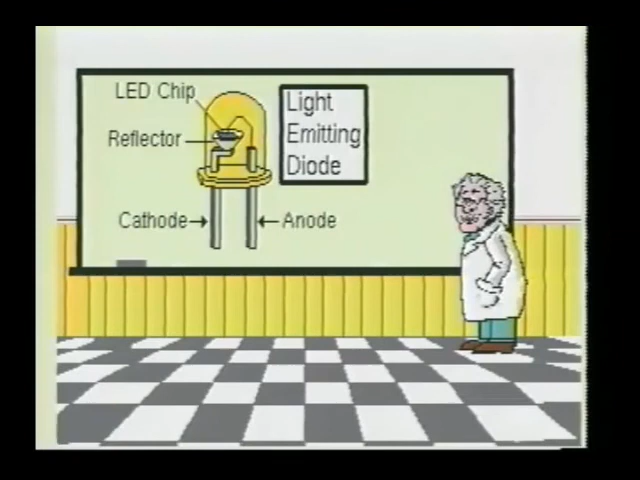 LED Chip
Reflector
Cathode
Anode
Light
Emitting
Diode